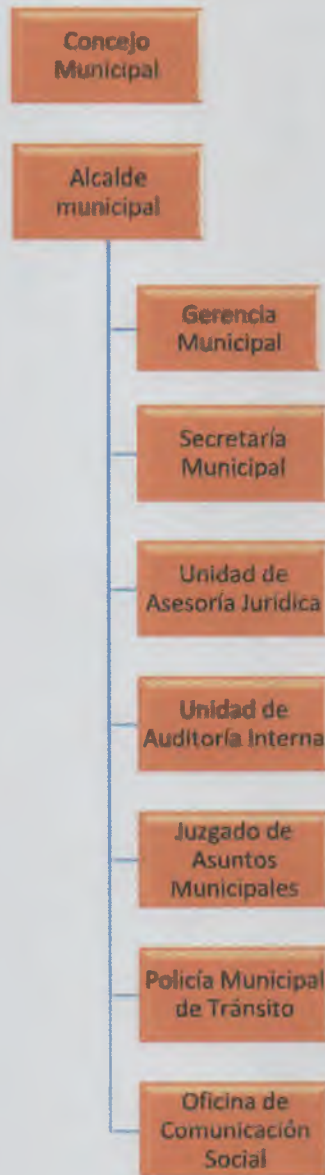 Concejo
Municipal
Alcalde
municipal
Gerencia
Municipal
Secretaría
Municipal
Unidad de
Asesoría Jurídica
Unidad de
Auditoría Interna
Juzgado de
Asuntos
Municipales
Policía Municipal
de Tránsito
Oficina de
Comunicación
Social